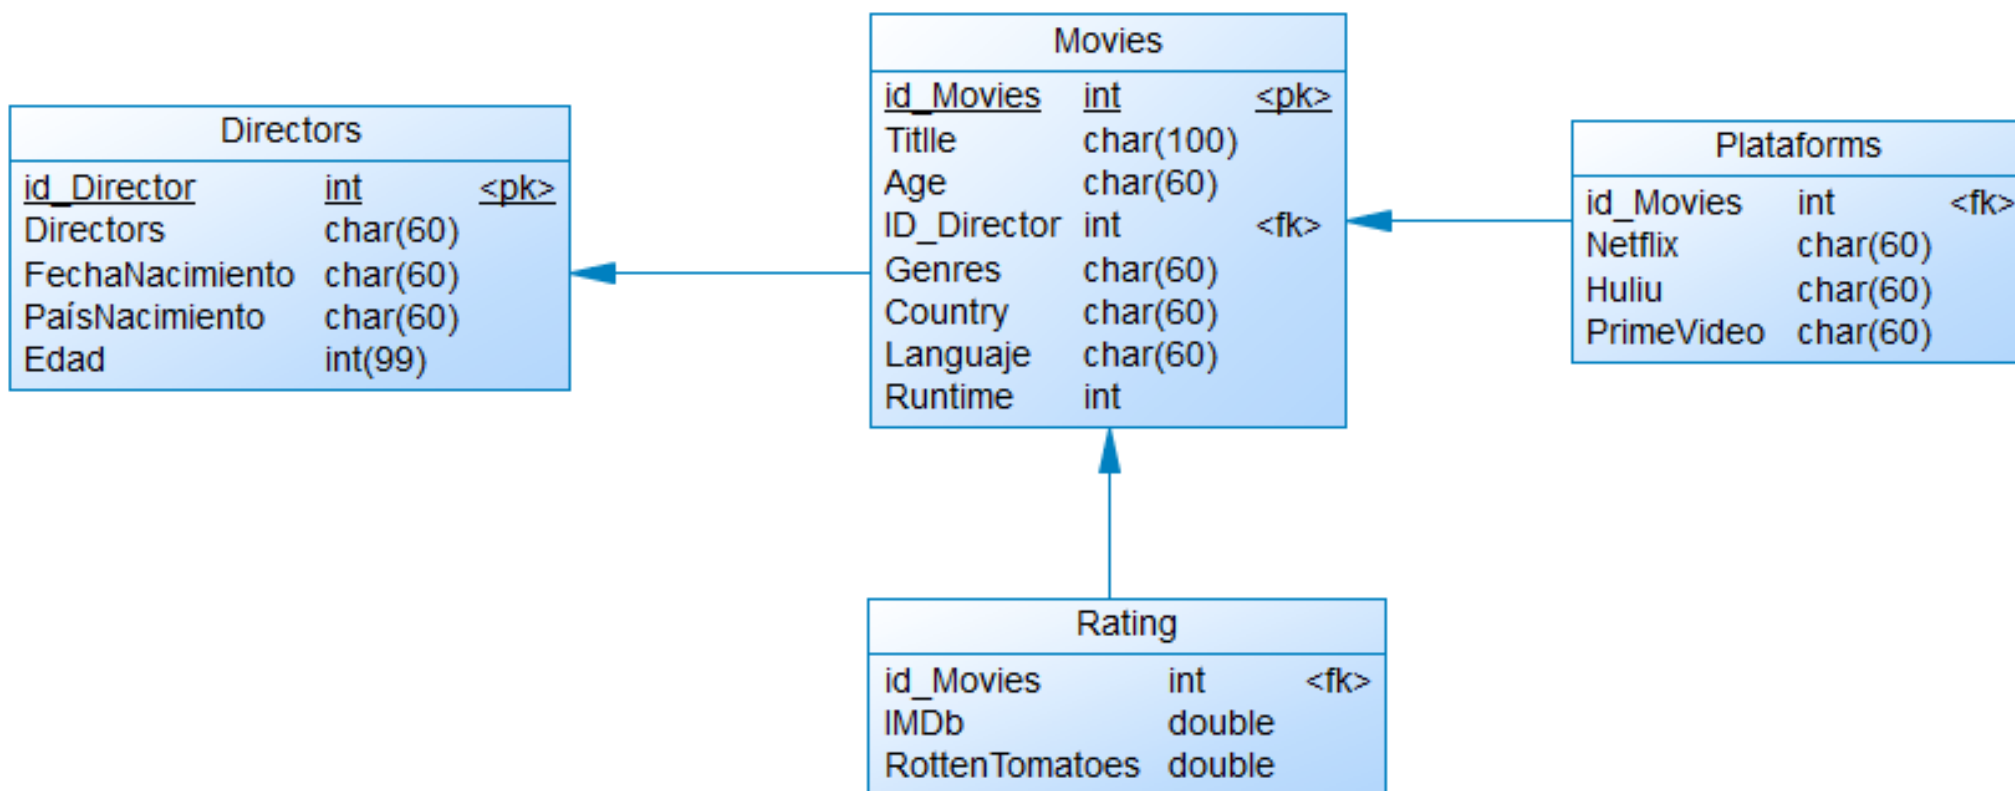 Movies
id_Movies int <pk>
Titlle char(100)
Age char(60)
ID_Director int <fk>
Genres char(60)
Country char(60)
Languaje char(60)
Runtime int
Directors
id_Director int <pk>
Directors char(60)
FechaNacimiento char(60)
PaísNacimiento char(60)
Edad int(99)
Plataforms
id_Movies int <fk>
Netflix char(60)
Huliu char(60)
PrimeVideo char(60)
Rating
id_Movies int <fk>
IMDb double
RottenTomatoes double